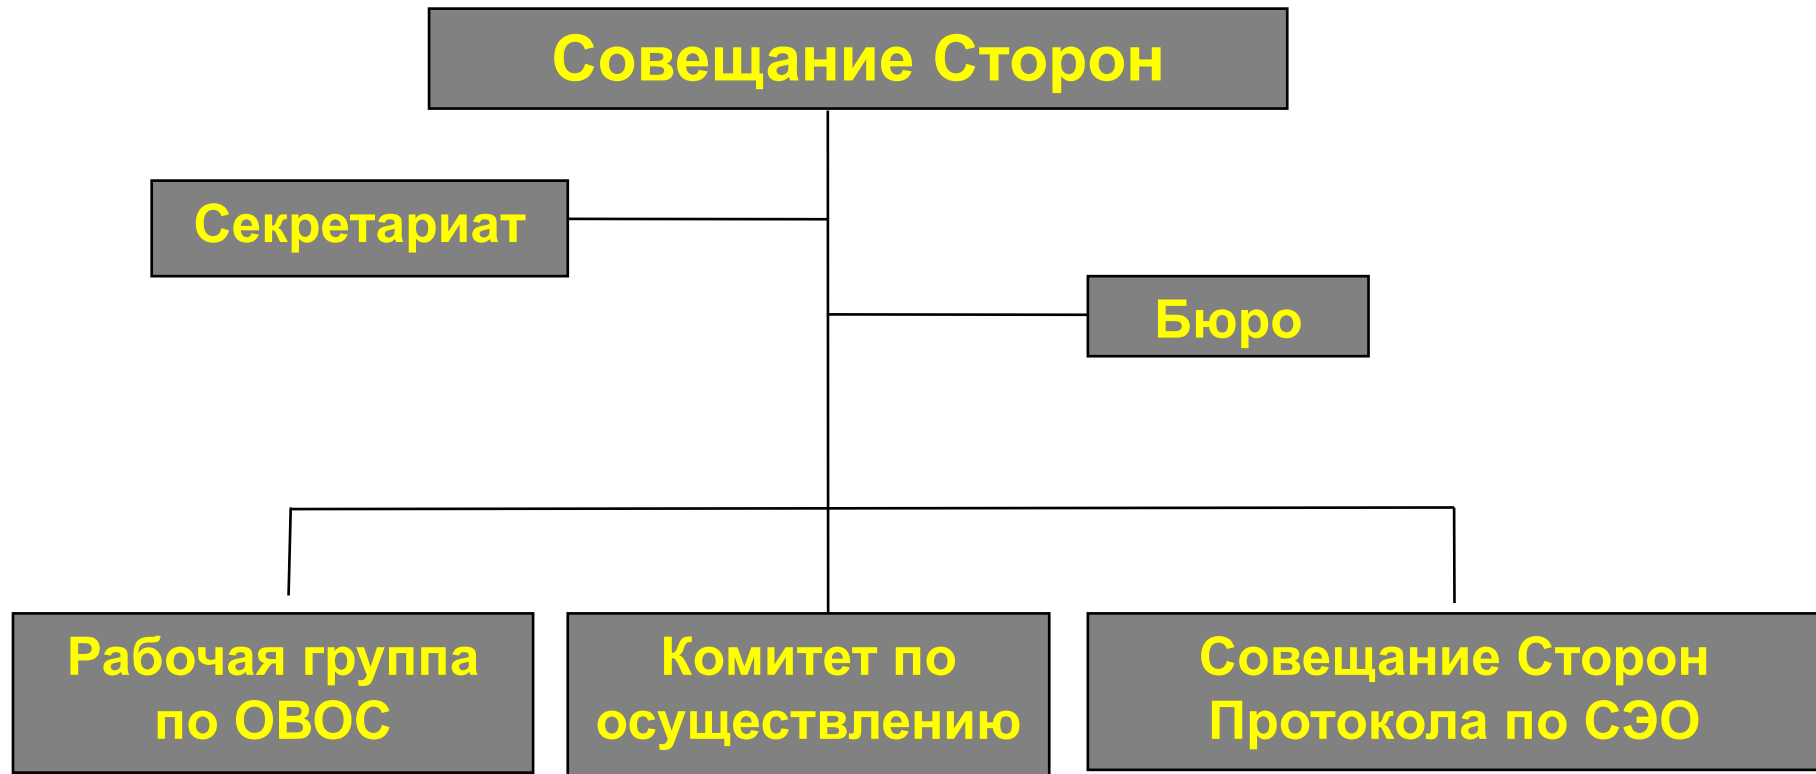 Совещание Сторон
Секретариат
Бюро
Рабочая группа
по ОВОС
Комитет по
осуществлению
Совещание Сторон
Протокола по СЭО